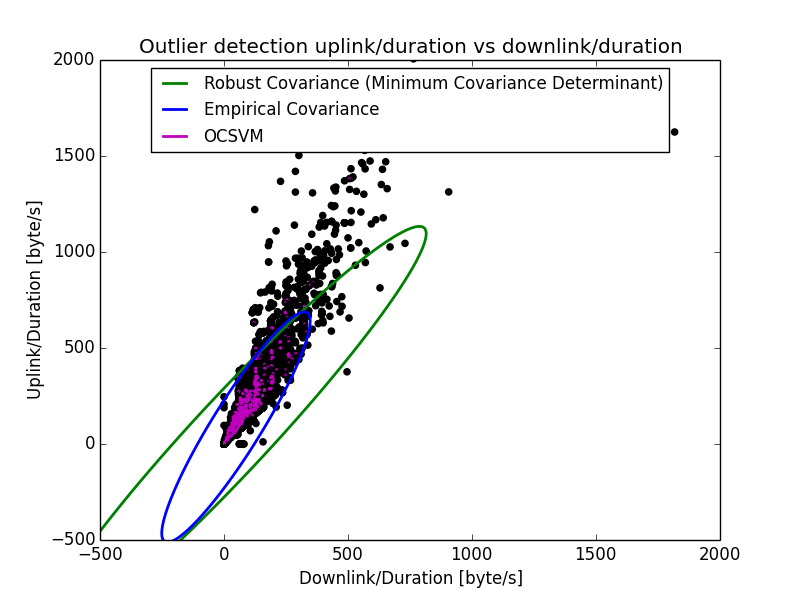 Outlier detection uplink/duration vs downlink/duration
2000
Robust Covariance (Minimum Covariance Determinant)
Empirical Covariance
OCSVM
1500
1000
500
0
−500
Uplink/Duration [byte/s]
−500 0 500 1000 1500 2000
Downlink/Duration [byte/s]